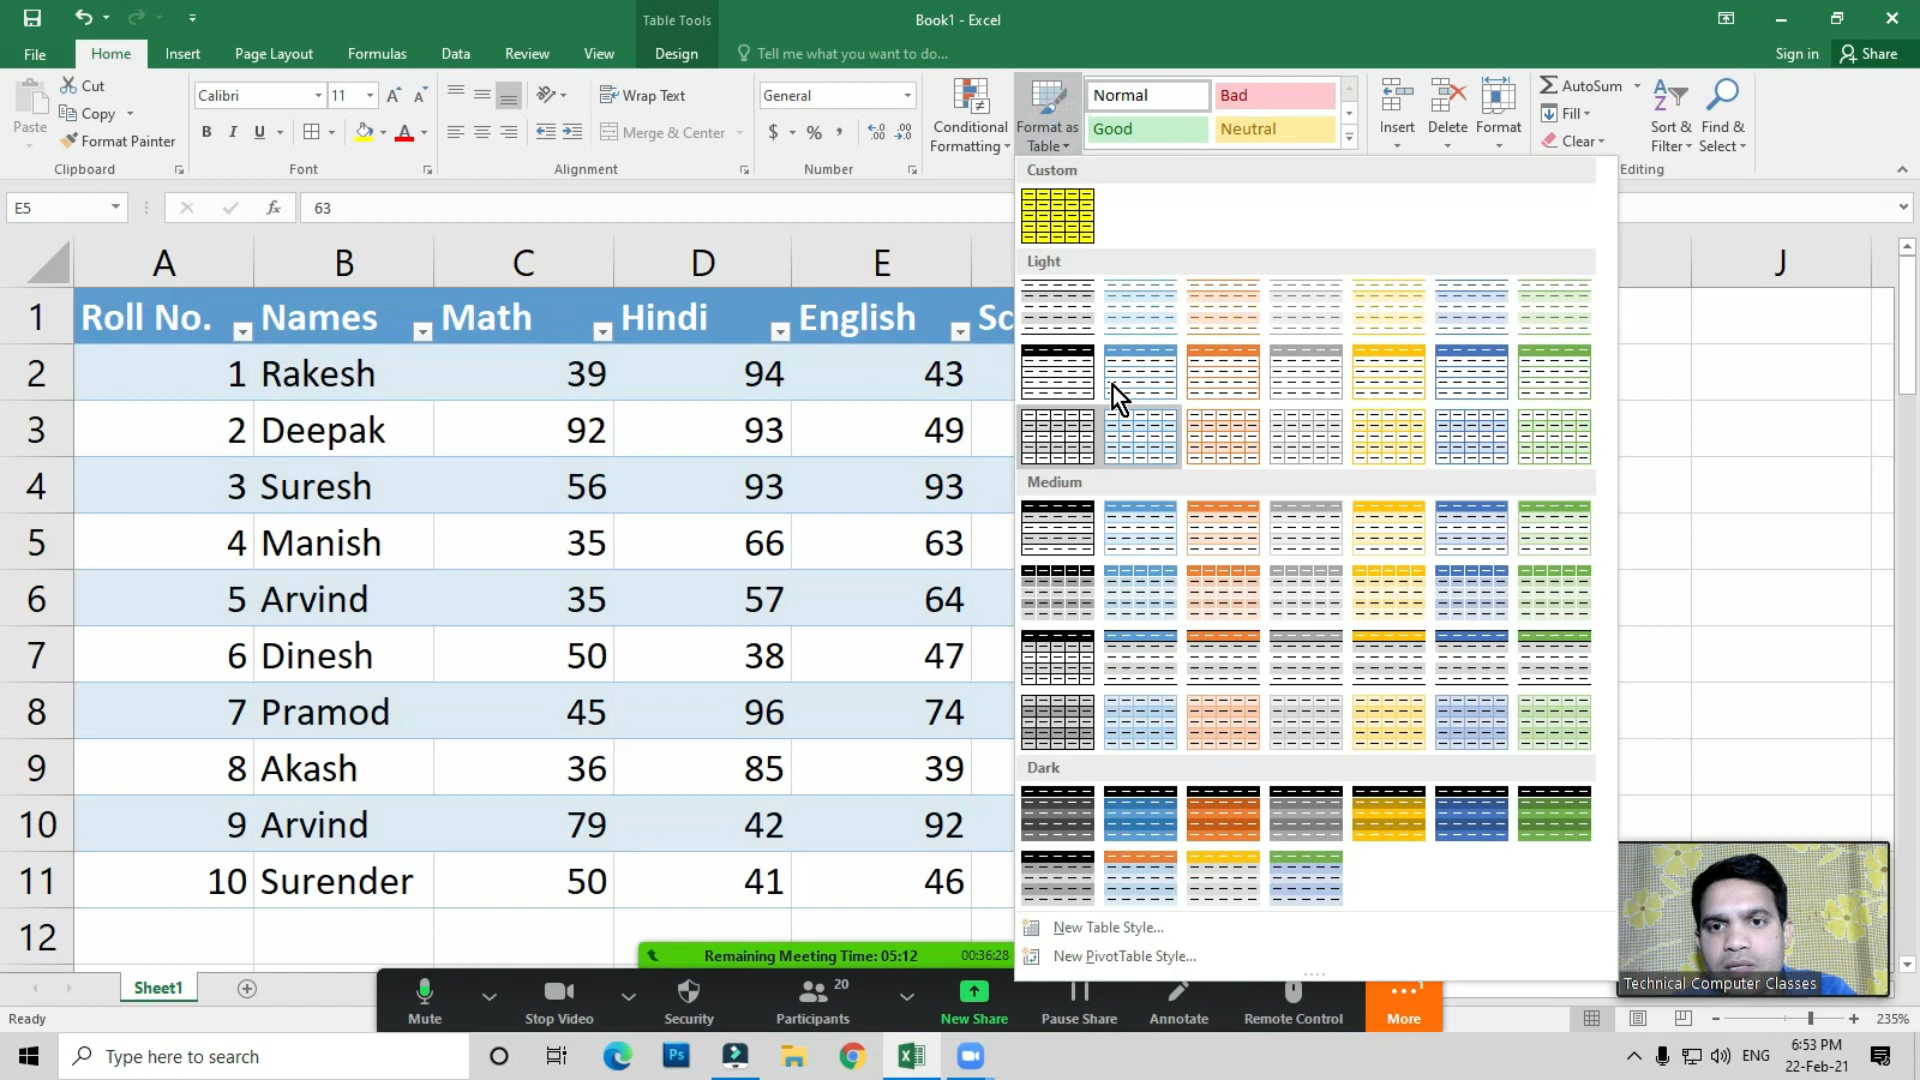 Table Tools
Book1 - Excel
File Home Insert Page Layout Formulas Data Review View Design Tell me what you want to do... Sign in Share
Paste
Cut
Copy
Format Painter
Clipboard
Calibri 11
B I U
Font
Wrap Text
Merge & Center
Alignment
General
$ % ,
Number
Conditional Formatting
Format as Table
Normal Bad
Good Neutral
Insert Delete Format
AutoSum
Fill
Clear
Sort & Filter
Find & Select
Editing
E5 fx 63
A B C D E J
1 Roll No. Names Math Hindi English Sc
2 1 Rakesh 39 94 43
3 2 Deepak 92 93 49
4 3 Suresh 56 93 93
5 4 Manish 35 66 63
6 5 Arvind 35 57 64
7 6 Dinesh 50 38 47
8 7 Pramod 45 96 74
9 8 Akash 36 85 39
10 9 Arvind 79 42 92
11 10 Surender 50 41 46
12
Custom
Light
Medium
Dark
New Table Style...
New PivotTable Style...
Remaining Meeting Time: 05:12 00:36:28
Technical Computer Classes
Sheet1
Mute Stop Video Security Participants 20 New Share Pause Share Annotate Remote Control More 1
Ready
235%
Type here to search
Ps
ENG
6:53 PM
22-Feb-21